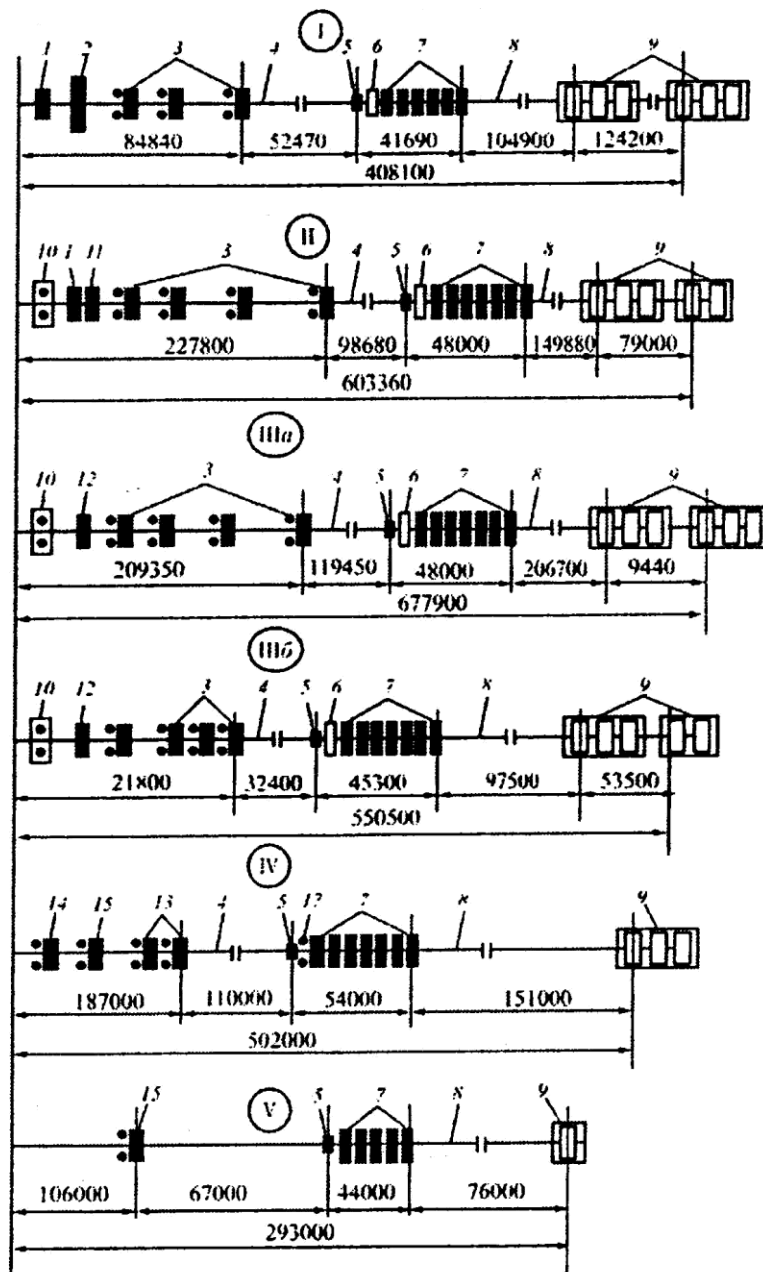 I
1 2 3 4 5 6 7 8 9
84840 52470 41690 104900 124200
408100
II
10 1 11 3 4 5 6 7 8 9
227800 98680 48000 149880 79000
603360
IIIа
10 12 3 4 5 6 7 8 9
209350 119450 48000 206700 9440
677900
IIIб
10 12 3 4 5 6 7 8 9
21800 32400 45300 97500 53500
550500
IV
14 15 13 4 5 17 7 8 9
187000 110000 54000 151000
502000
V
15 5 7 8 9
106000 67000 44000 76000
293000